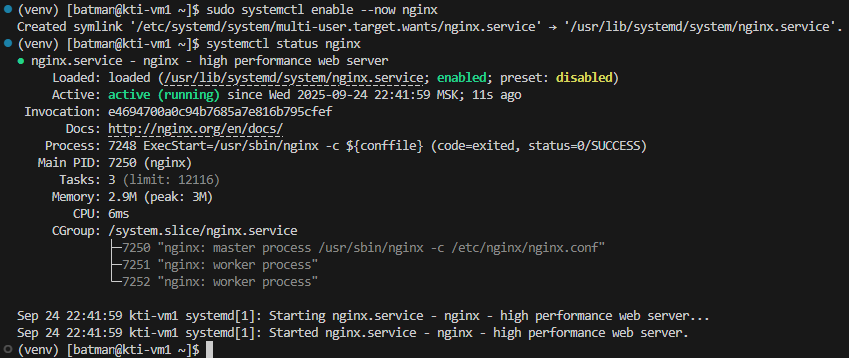 (venv) [batman@kti-vm1 ~]$ sudo systemctl enable --now nginx
Created symlink '/etc/systemd/system/multi-user.target.wants/nginx.service' → '/usr/lib/systemd/system/nginx.service'.
(venv) [batman@kti-vm1 ~]$ systemctl status nginx
● nginx.service - nginx - high performance web server
     Loaded: loaded (/usr/lib/systemd/system/nginx.service; enabled; preset: disabled)
     Active: active (running) since Wed 2025-09-24 22:41:59 MSK; 11s ago
 Invocation: e4694700a0c94b7685a7e816b795cfef
       Docs: http://nginx.org/en/docs/
    Process: 7248 ExecStart=/usr/sbin/nginx -c ${conffile} (code=exited, status=0/SUCCESS)
   Main PID: 7250 (nginx)
      Tasks: 3 (limit: 12116)
     Memory: 2.9M (peak: 3M)
        CPU: 6ms
     CGroup: /system.slice/nginx.service
             ├─7250 "nginx: master process /usr/sbin/nginx -c /etc/nginx/nginx.conf"
             ├─7251 "nginx: worker process"
             └─7252 "nginx: worker process"
Sep 24 22:41:59 kti-vm1 systemd[1]: Starting nginx.service - nginx - high performance web server...
Sep 24 22:41:59 kti-vm1 systemd[1]: Started nginx.service - nginx - high performance web server.
(venv) [batman@kti-vm1 ~]$